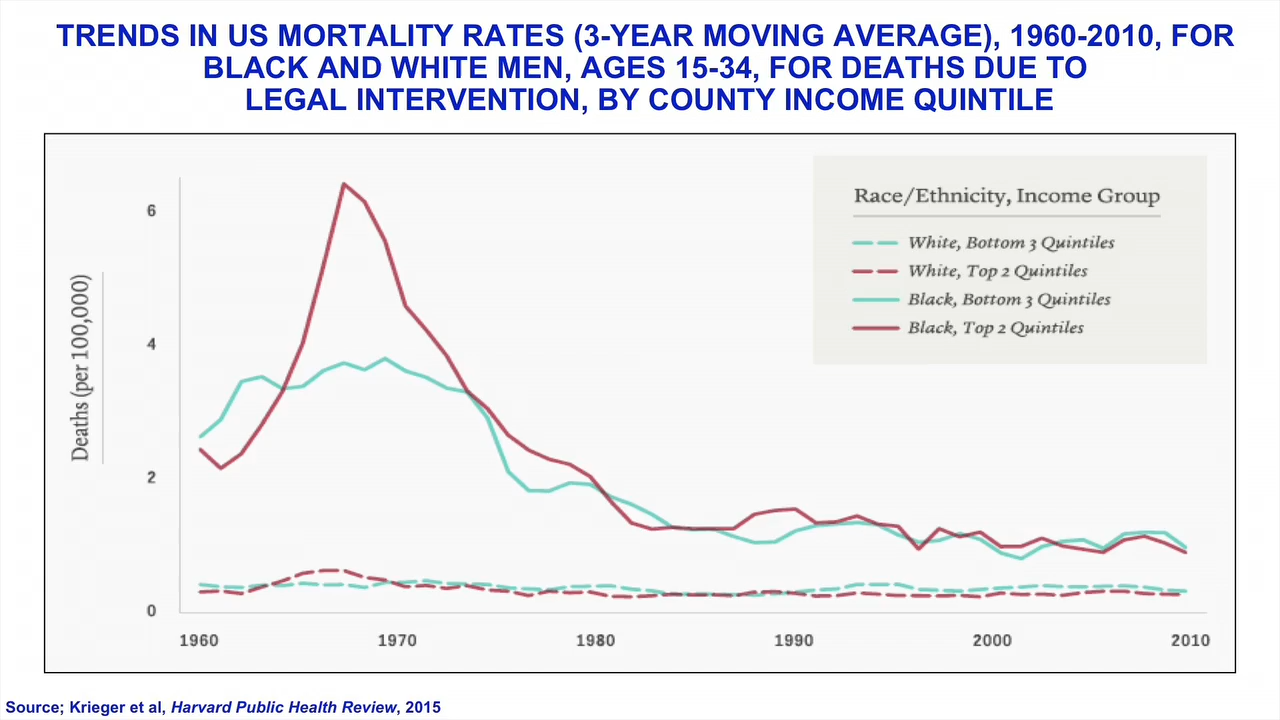 TRENDS IN US MORTALITY RATES (3-YEAR MOVING AVERAGE), 1960-2010, FOR
BLACK AND WHITE MEN, AGES 15-34, FOR DEATHS DUE TO
LEGAL INTERVENTION, BY COUNTY INCOME QUINTILE
Race/Ethnicity, Income Group
White, Bottom 3 Quintiles
White, Top 2 Quintiles
Black, Bottom 3 Quintiles
Black, Top 2 Quintiles
Deaths (per 100,000)
6
4
2
0
1960 1970 1980 1990 2000 2010
Source; Krieger et al, Harvard Public Health Review, 2015